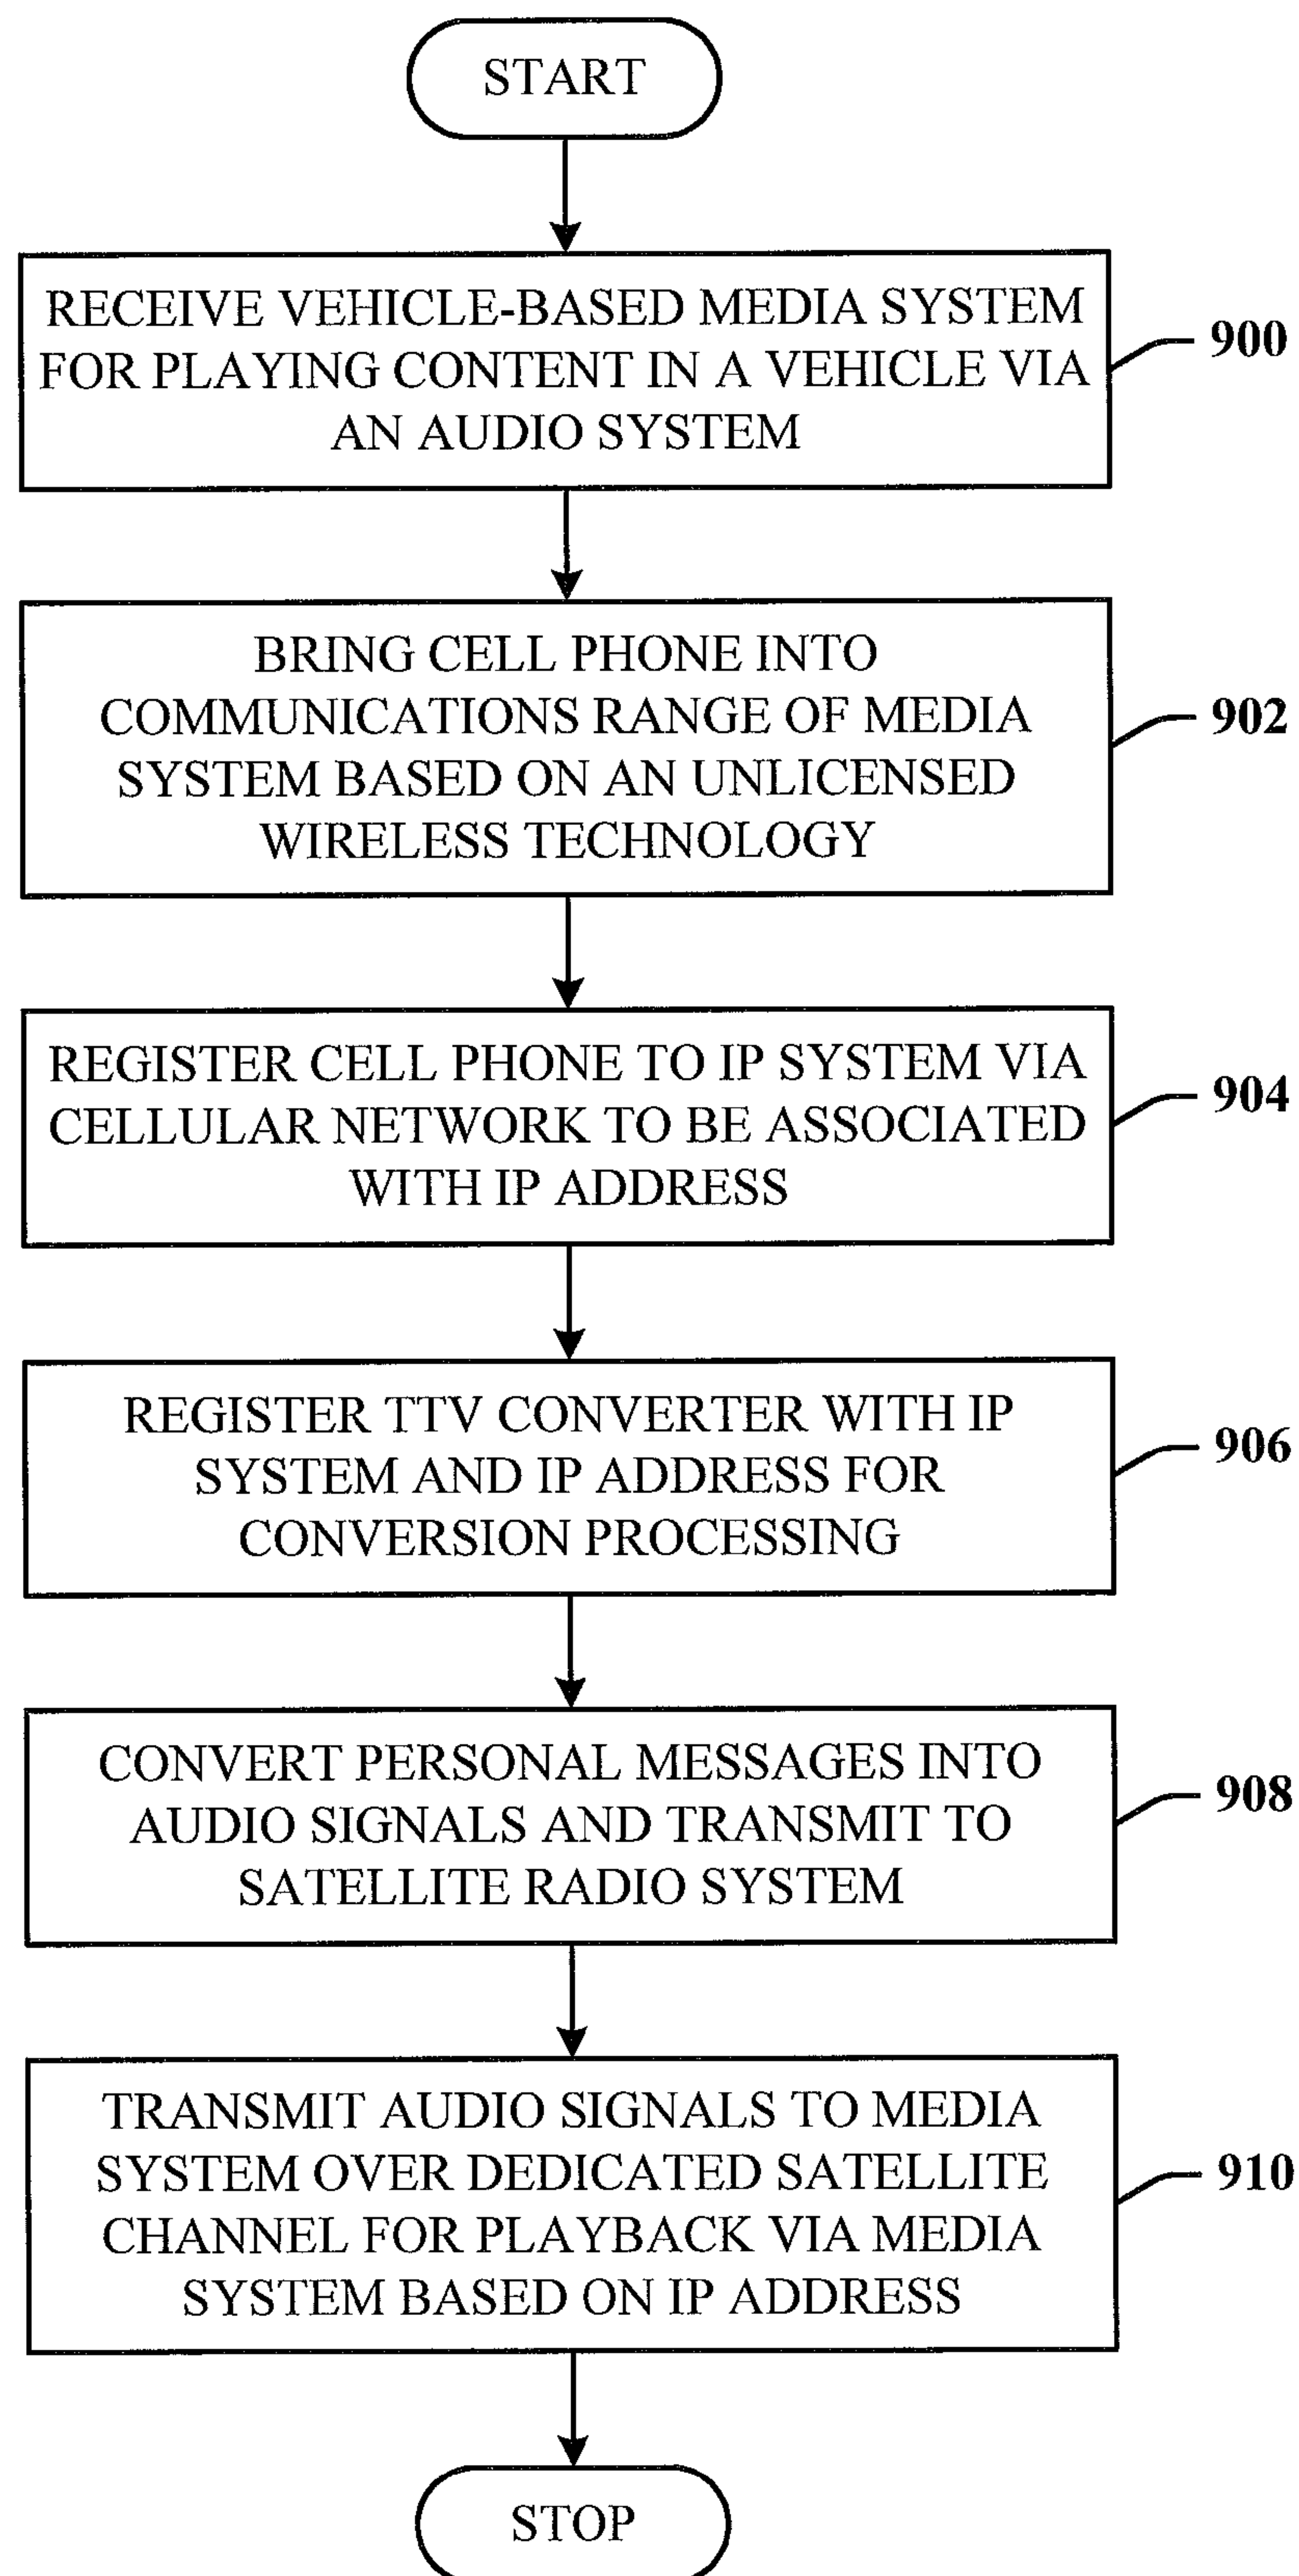 START
RECEIVE VEHICLE-BASED MEDIA SYSTEM
FOR PLAYING CONTENT IN A VEHICLE VIA
AN AUDIO SYSTEM
900
BRING CELL PHONE INTO
COMMUNICATIONS RANGE OF MEDIA
SYSTEM BASED ON AN UNLICENSED
WIRELESS TECHNOLOGY
902
REGISTER CELL PHONE TO IP SYSTEM VIA
CELLULAR NETWORK TO BE ASSOCIATED
WITH IP ADDRESS
904
REGISTER TTV CONVERTER WITH IP
SYSTEM AND IP ADDRESS FOR
CONVERSION PROCESSING
906
CONVERT PERSONAL MESSAGES INTO
AUDIO SIGNALS AND TRANSMIT TO
SATELLITE RADIO SYSTEM
908
TRANSMIT AUDIO SIGNALS TO MEDIA
SYSTEM OVER DEDICATED SATELLITE
CHANNEL FOR PLAYBACK VIA MEDIA
SYSTEM BASED ON IP ADDRESS
910
STOP